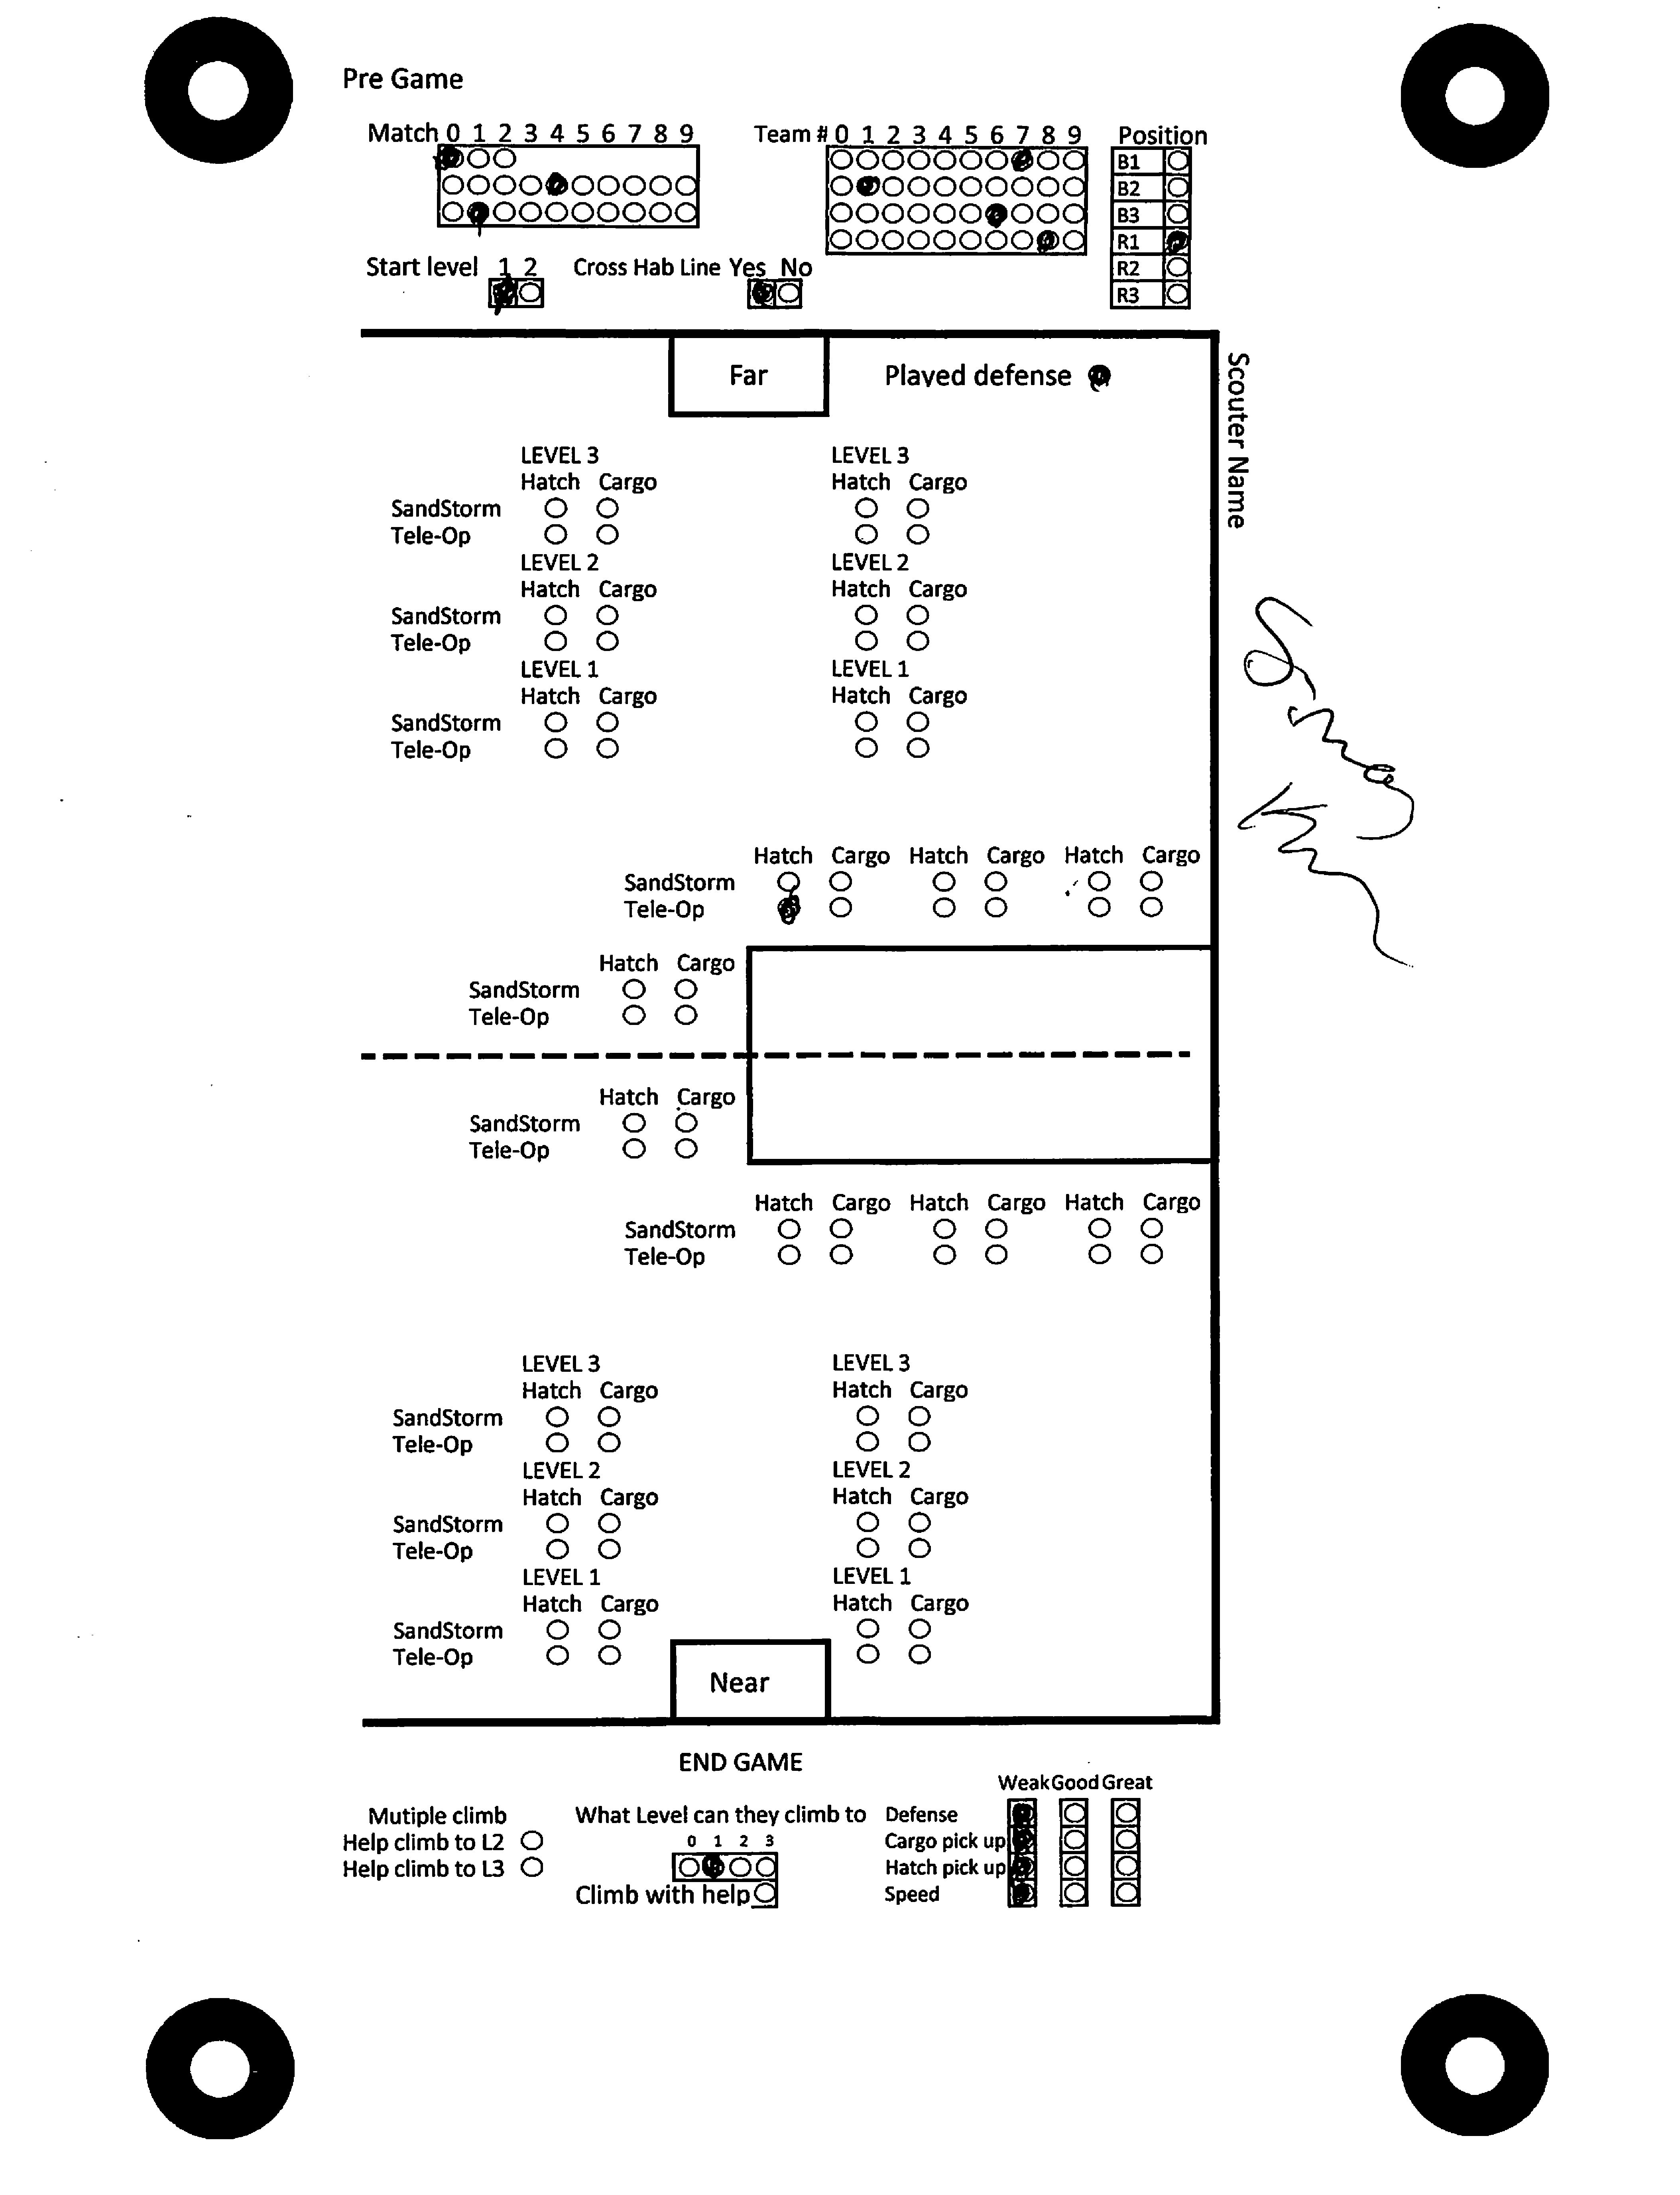 Pre Game
Match 0 1 2 3 4 5 6 7 8 9
Team # 0 1 2 3 4 5 6 7 8 9
Position
B1
B2
B3
R1
R2
R3
Start level 1 2
Cross Hab Line Yes No
Far
Played defense
Scouter Name
LEVEL 3 LEVEL 3
Hatch Cargo Hatch Cargo
SandStorm
Tele-Op
LEVEL 2 LEVEL 2
Hatch Cargo Hatch Cargo
SandStorm
Tele-Op
LEVEL 1 LEVEL 1
Hatch Cargo Hatch Cargo
SandStorm
Tele-Op
Hatch Cargo Hatch Cargo Hatch Cargo
SandStorm
Tele-Op
Hatch Cargo
SandStorm
Tele-Op
Hatch Cargo
SandStorm
Tele-Op
Hatch Cargo Hatch Cargo Hatch Cargo
SandStorm
Tele-Op
LEVEL 3 LEVEL 3
Hatch Cargo Hatch Cargo
SandStorm
Tele-Op
LEVEL 2 LEVEL 2
Hatch Cargo Hatch Cargo
SandStorm
Tele-Op
LEVEL 1 LEVEL 1
Hatch Cargo Hatch Cargo
SandStorm
Tele-Op
Near
END GAME
Mutiple climb
Help climb to L2
Help climb to L3
What Level can they climb to
0 1 2 3
Climb with help
Weak Good Great
Defense
Cargo pick up
Hatch pick up
Speed